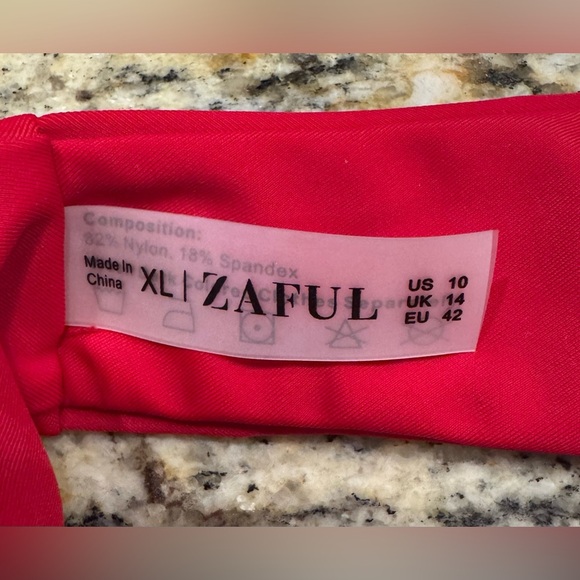 Composition:
82% Nylon, 18% Spandex
Made in
China
XL | ZAFUL
US 10
UK 14
EU 42